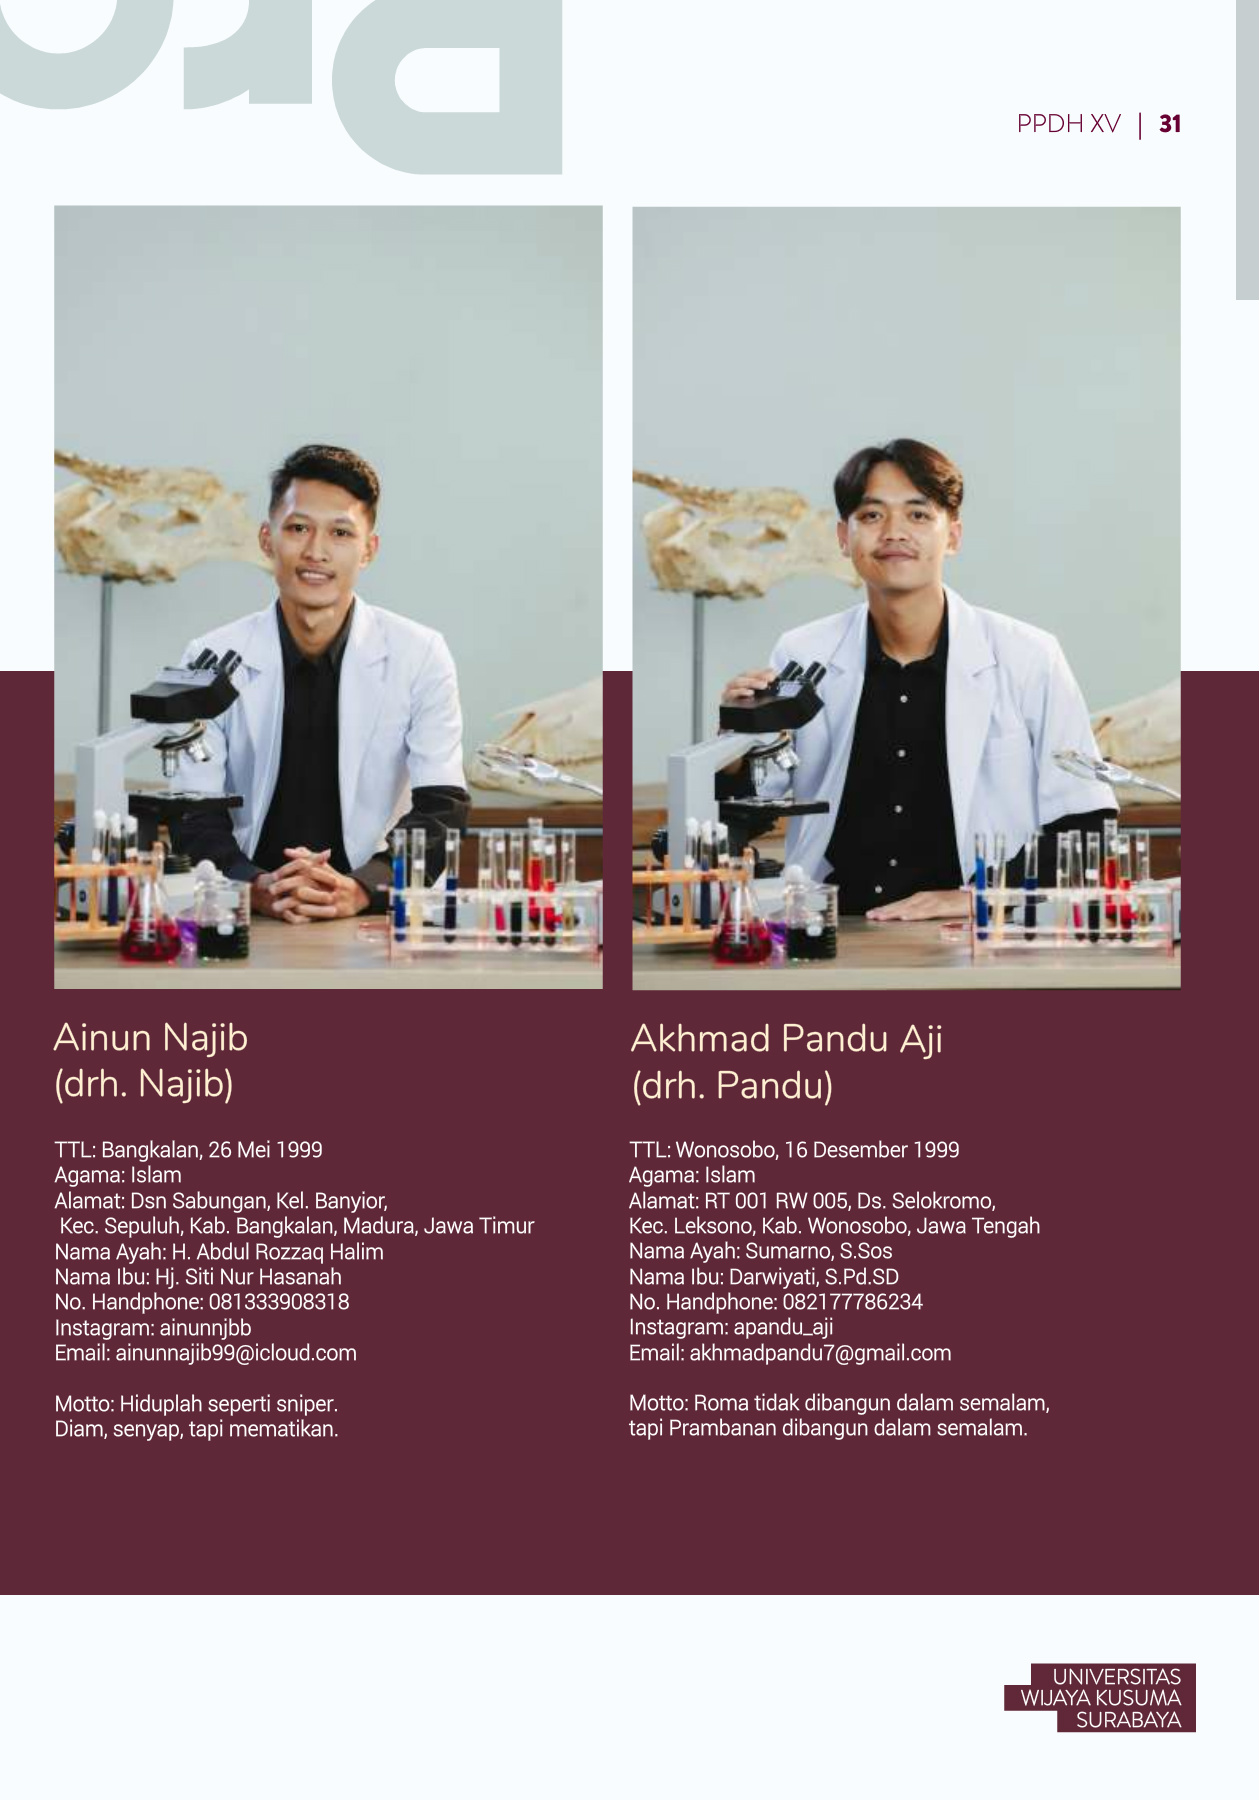 PPDH XV | 31
Ainun Najib
(drh. Najib)
TTL: Bangkalan, 26 Mei 1999
Agama: Islam
Alamat: Dsn Sabungan, Kel. Banyior,
Kec. Sepuluh, Kab. Bangkalan, Madura, Jawa Timur
Nama Ayah: H. Abdul Rozzaq Halim
Nama Ibu: Hj. Siti Nur Hasanah
No. Handphone: 081333908318
Instagram: ainunnjbb
Email: ainunnajib99@icloud.com
Motto: Hiduplah seperti sniper.
Diam, senyap, tapi mematikan.
Akhmad Pandu Aji
(drh. Pandu)
TTL: Wonosobo, 16 Desember 1999
Agama: Islam
Alamat: RT 001 RW 005, Ds. Selokromo,
Kec. Leksono, Kab. Wonosobo, Jawa Tengah
Nama Ayah: Sumarno, S.Sos
Nama Ibu: Darwiyati, S.Pd.SD
No. Handphone: 082177786234
Instagram: apandu_aji
Email: akhmadpandu7@gmail.com
Motto: Roma tidak dibangun dalam semalam,
tapi Prambanan dibangun dalam semalam.
UNIVERSITAS
WIJAYA KUSUMA
SURABAYA